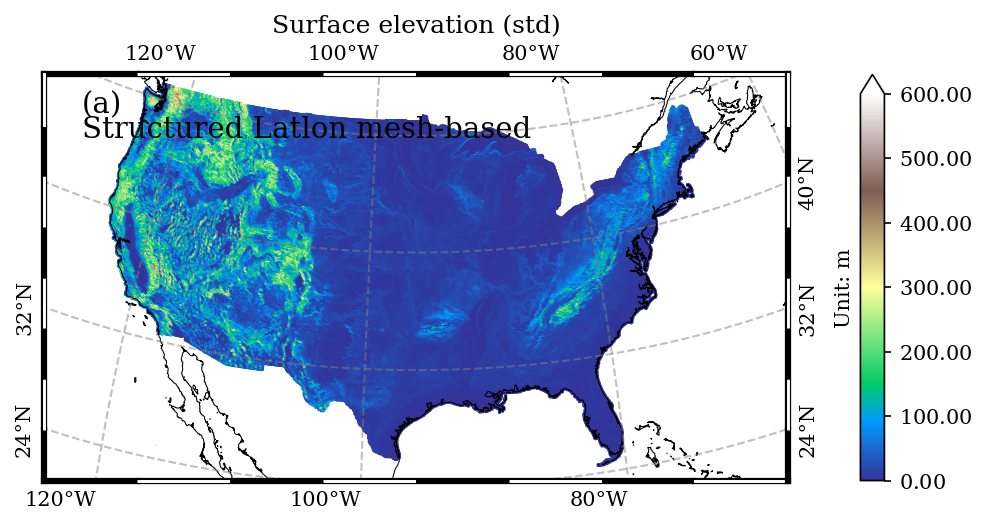 Surface elevation (std)
120°W 100°W 80°W 60°W
(a)
Structured Latlon mesh-based
40°N
32°N
24°N
32°N
24°N
120°W 100°W 80°W
600.00
500.00
400.00
300.00
200.00
100.00
0.00
Unit: m